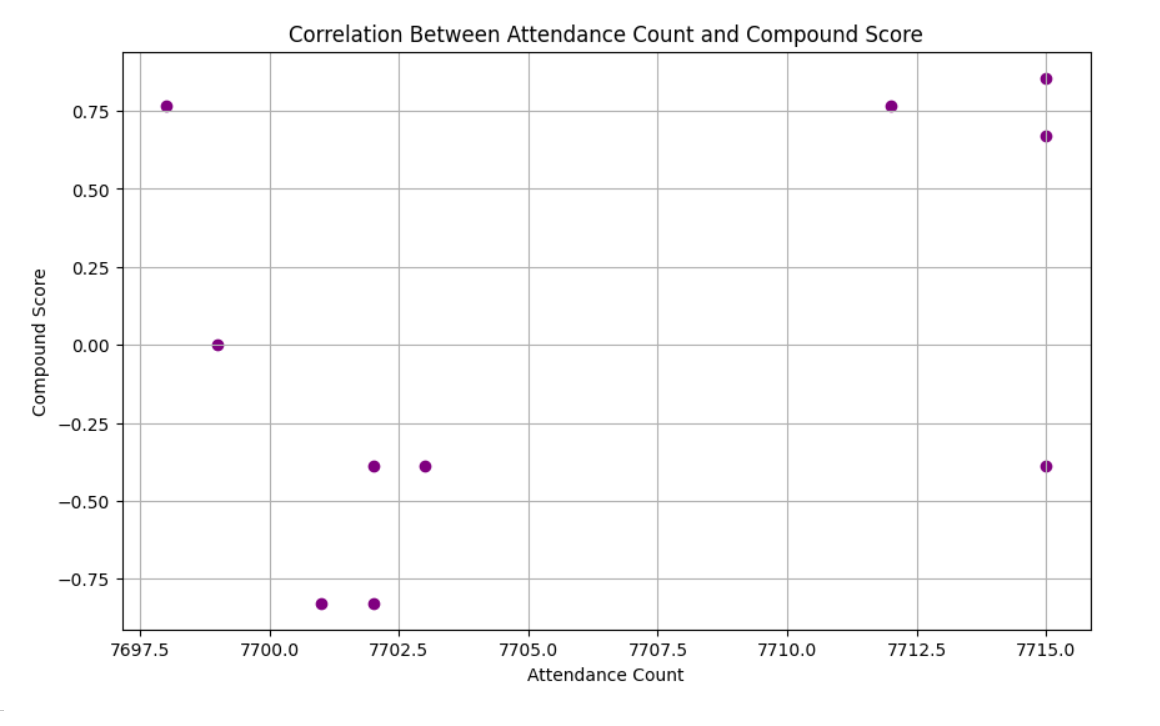 Correlation Between Attendance Count and Compound Score
Compound Score
0.75
0.50
0.25
0.00
−0.25
−0.50
−0.75
7697.5 7700.0 7702.5 7705.0 7707.5 7710.0 7712.5 7715.0
Attendance Count